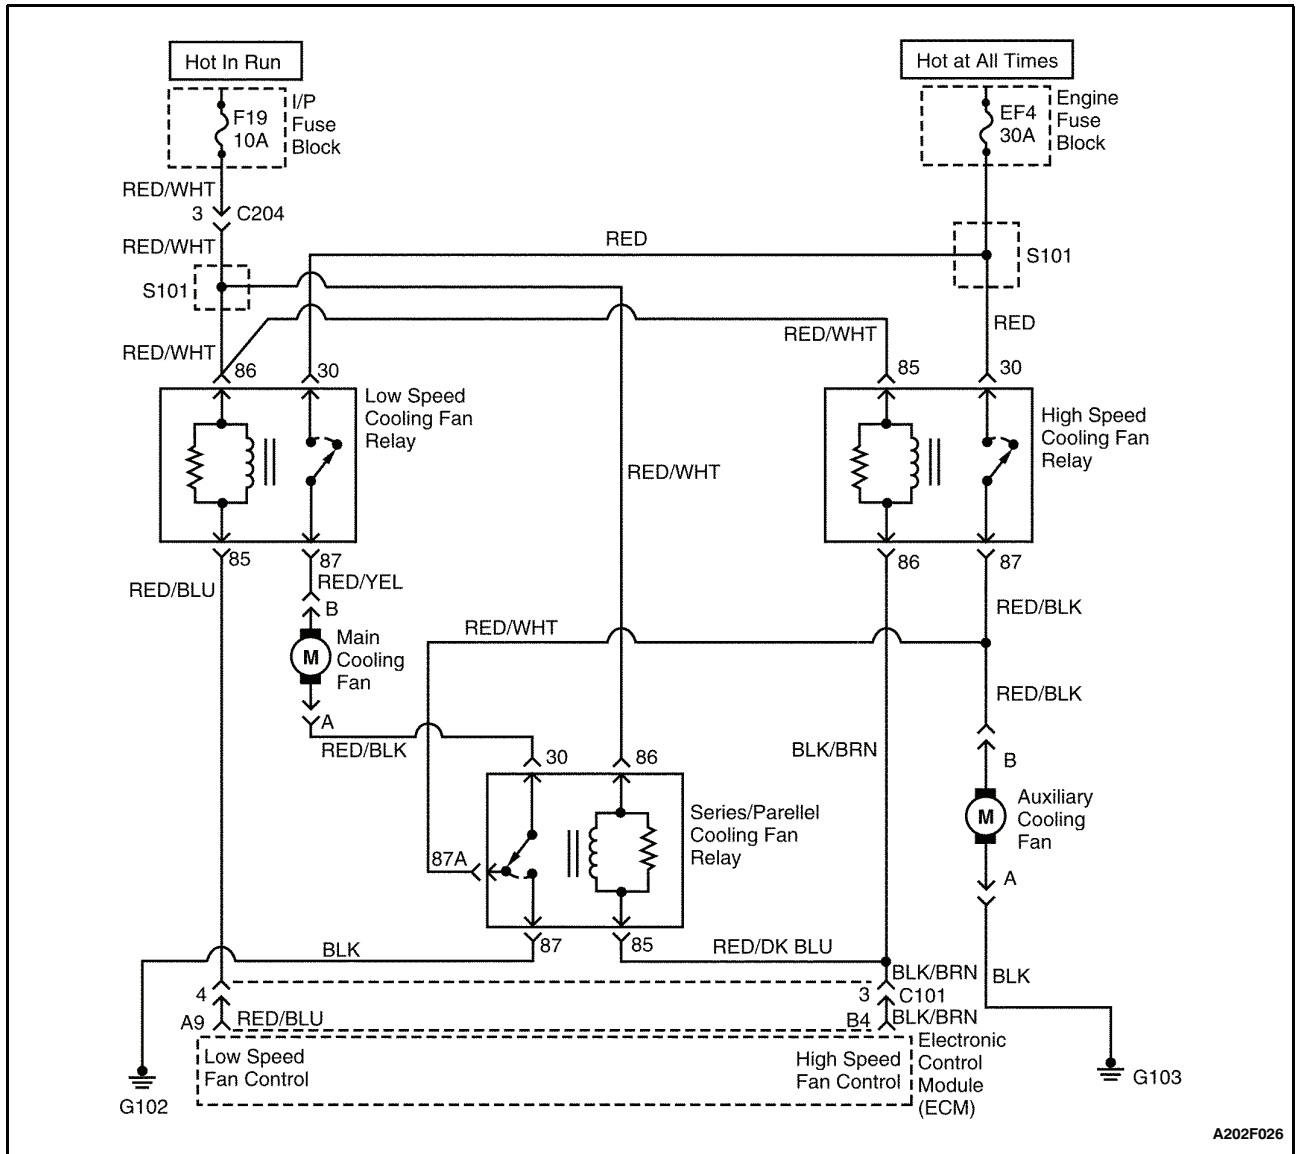 Hot In Run
Hot at All Times
F19
10A
I/P
Fuse
Block
EF4
30A
Engine
Fuse
Block
RED/WHT
3
C204
RED/WHT
RED
S101
S101
RED/WHT
RED/WHT
RED
86
30
85
30
Low Speed
Cooling Fan
Relay
High Speed
Cooling Fan
Relay
RED/WHT
85
87
86
87
RED/BLU
RED/YEL
RED/BLK
B
RED/WHT
M
Main
Cooling
Fan
RED/BLK
A
RED/BLK
30
86
BLK/BRN
B
Series/Parellel
Cooling Fan
Relay
M
Auxiliary
Cooling
Fan
87A
A
87
85
BLK
RED/DK BLU
BLK/BRN
BLK
4
3
C101
A9
RED/BLU
B4
BLK/BRN
Low Speed
Fan Control
High Speed
Fan Control
Electronic
Control
Module
(ECM)
G102
G103
A202F026